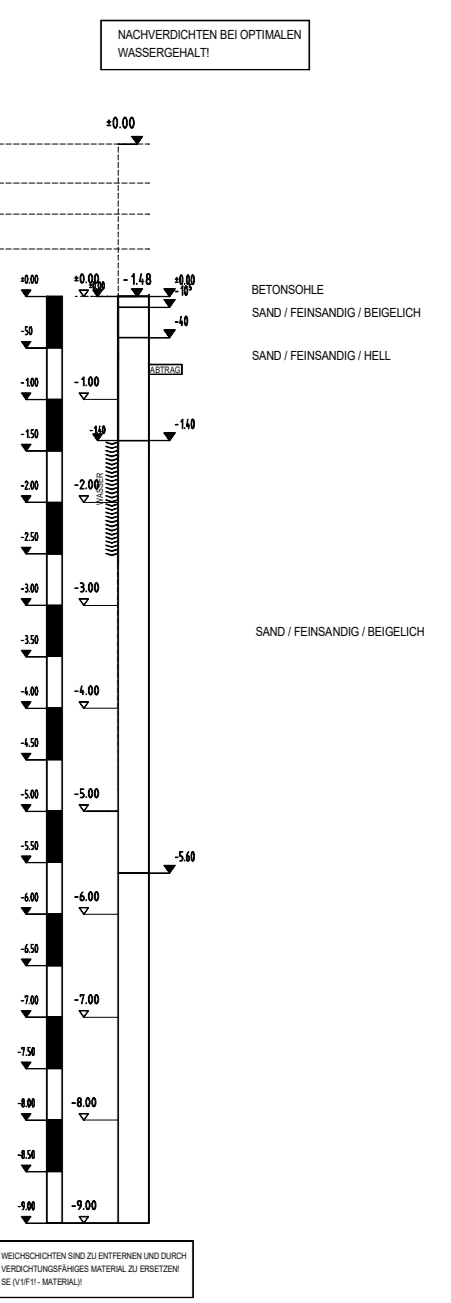 NACHVERDICHTEN BEI OPTIMALEN
WASSERGEHALT!
±0.00
±0.00 ±0.00 ±0.00 - 1.48 ±0.00
- 10⁵
BETONSOHLE
SAND / FEINSANDIG / BEIGELICH
-50 -40
SAND / FEINSANDIG / HELL
ABTRAG
- 1.00 - 1.00
- 1.50 -1.40 - 1.40
-2.00 -2.00
WASSER
-2.50
-3.00 -3.00
SAND / FEINSANDIG / BEIGELICH
-3.50
-4.00 -4.00
-4.50
-5.00 -5.00
-5.50 -5.60
-6.00 -6.00
-6.50
-7.00 -7.00
-7.50
-8.00 -8.00
-8.50
-9.00 -9.00
WEICHSCHICHTEN SIND ZU ENTFERNEN UND DURCH
VERDICHTUNGSFÄHIGES MATERIAL ZU ERSETZEN!
SE (V1/F1! - MATERIAL)!